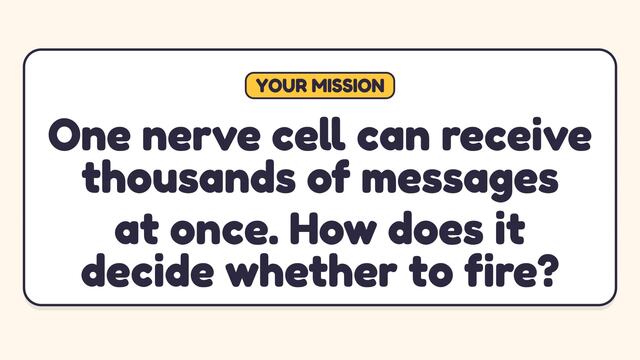 YOUR MISSION
One nerve cell can receive
thousands of messages
at once. How does it
decide whether to fire?